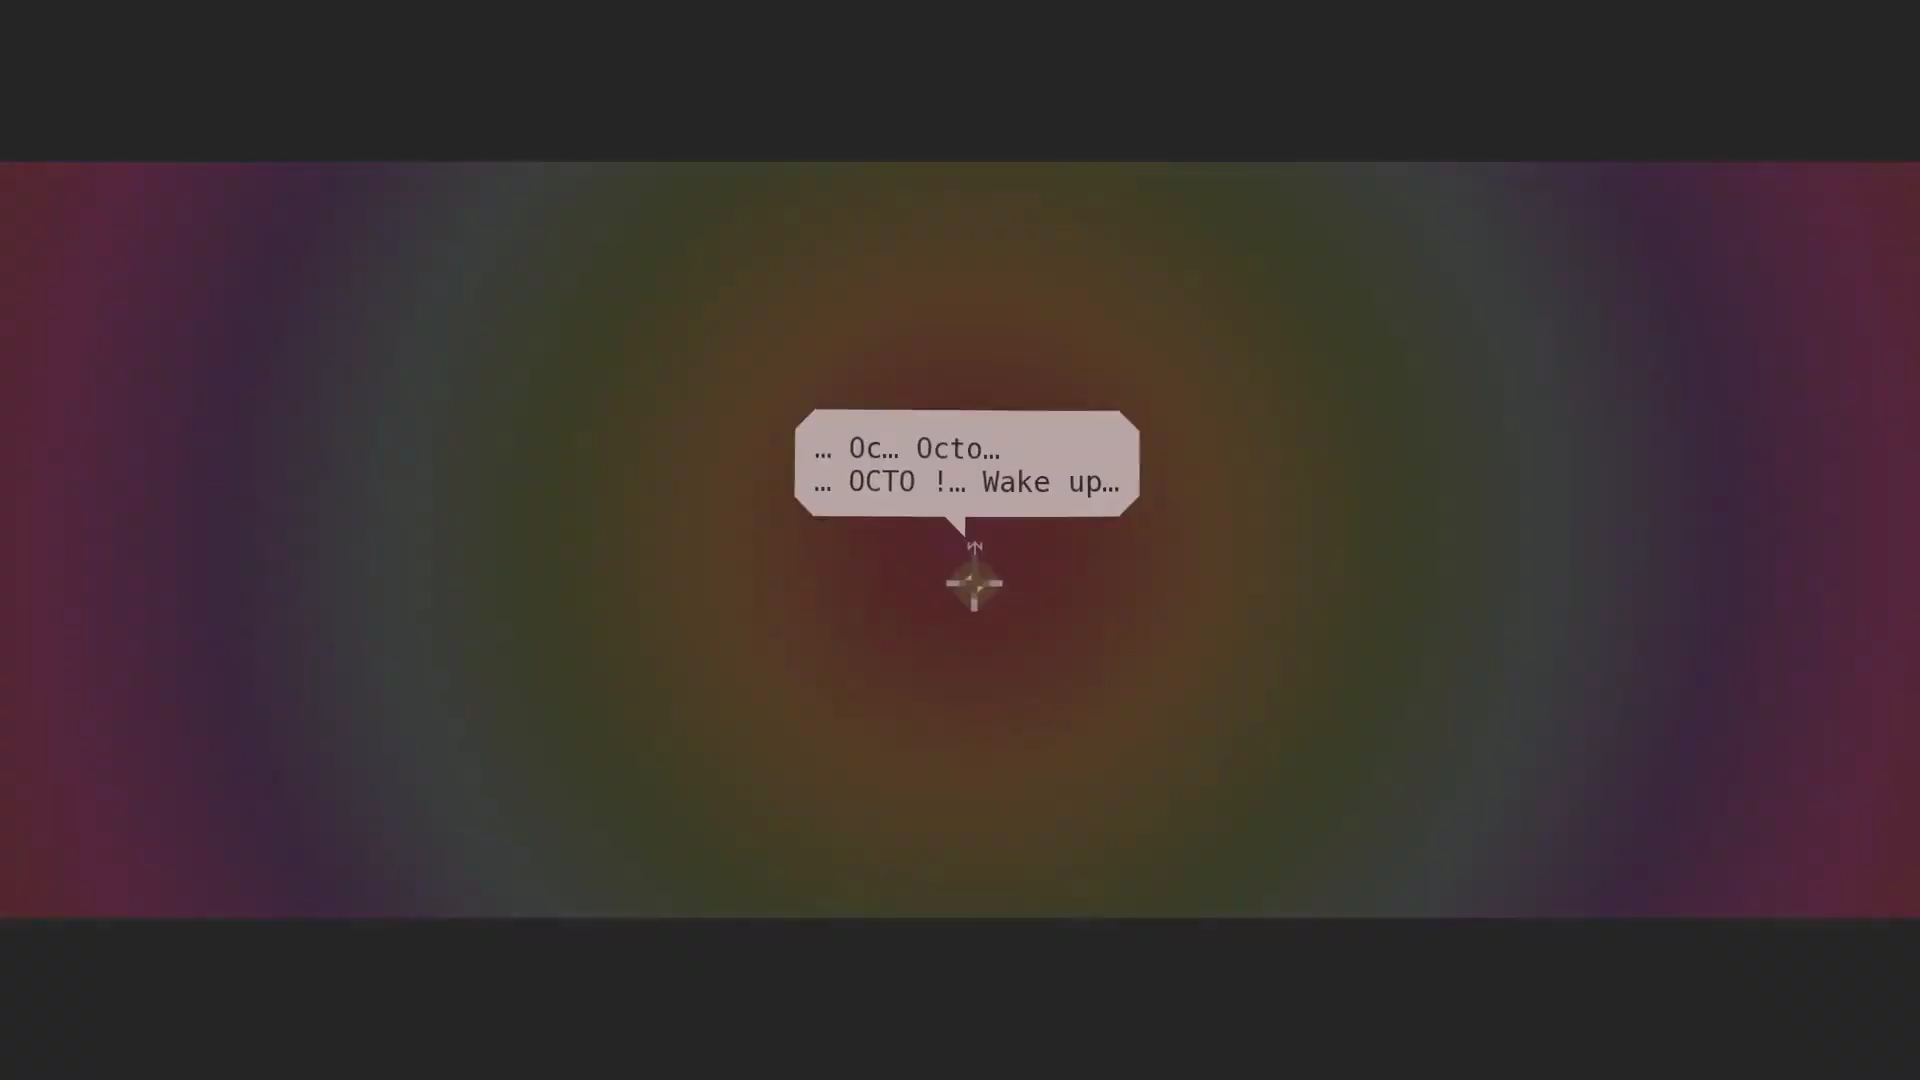 … Oc… Octo…
… OCTO !… Wake up…